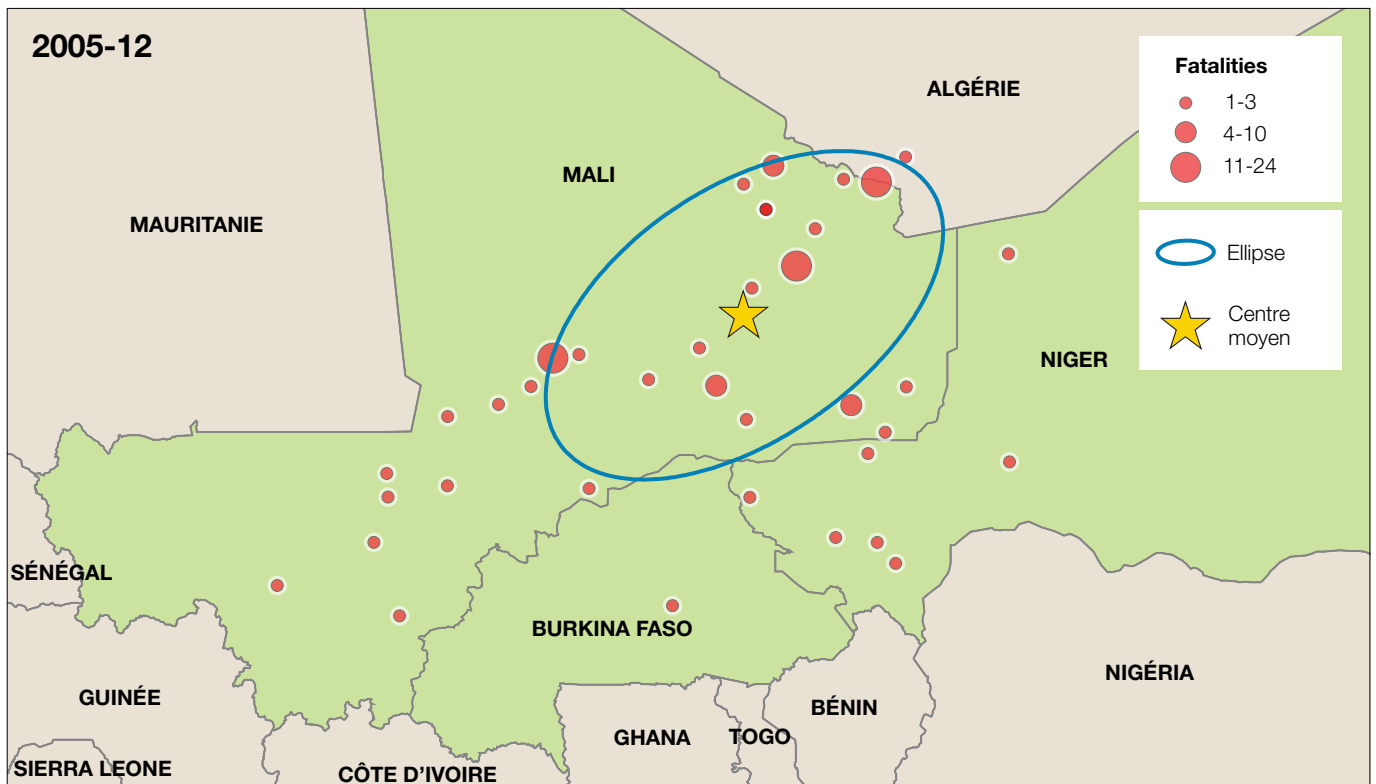 2005-12
Fatalities
1-3
4-10
11-24
Ellipse
Centre
moyen
ALGÉRIE
MALI
MAURITANIE
NIGER
SÉNÉGAL
BURKINA FASO
NIGÉRIA
GUINÉE
BÉNIN
GHANA
TOGO
SIERRA LEONE
CÔTE D'IVOIRE